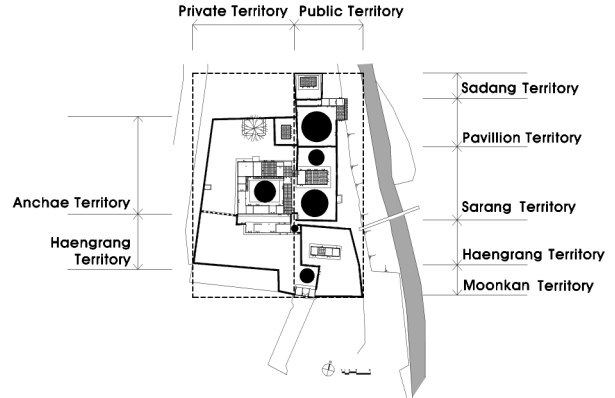 Private Territory Public Territory
Sadang Territory
Pavillion Territory
Anchae Territory
Sarang Territory
Haengrang
Territory
Haengrang Territory
Moonkan Territory